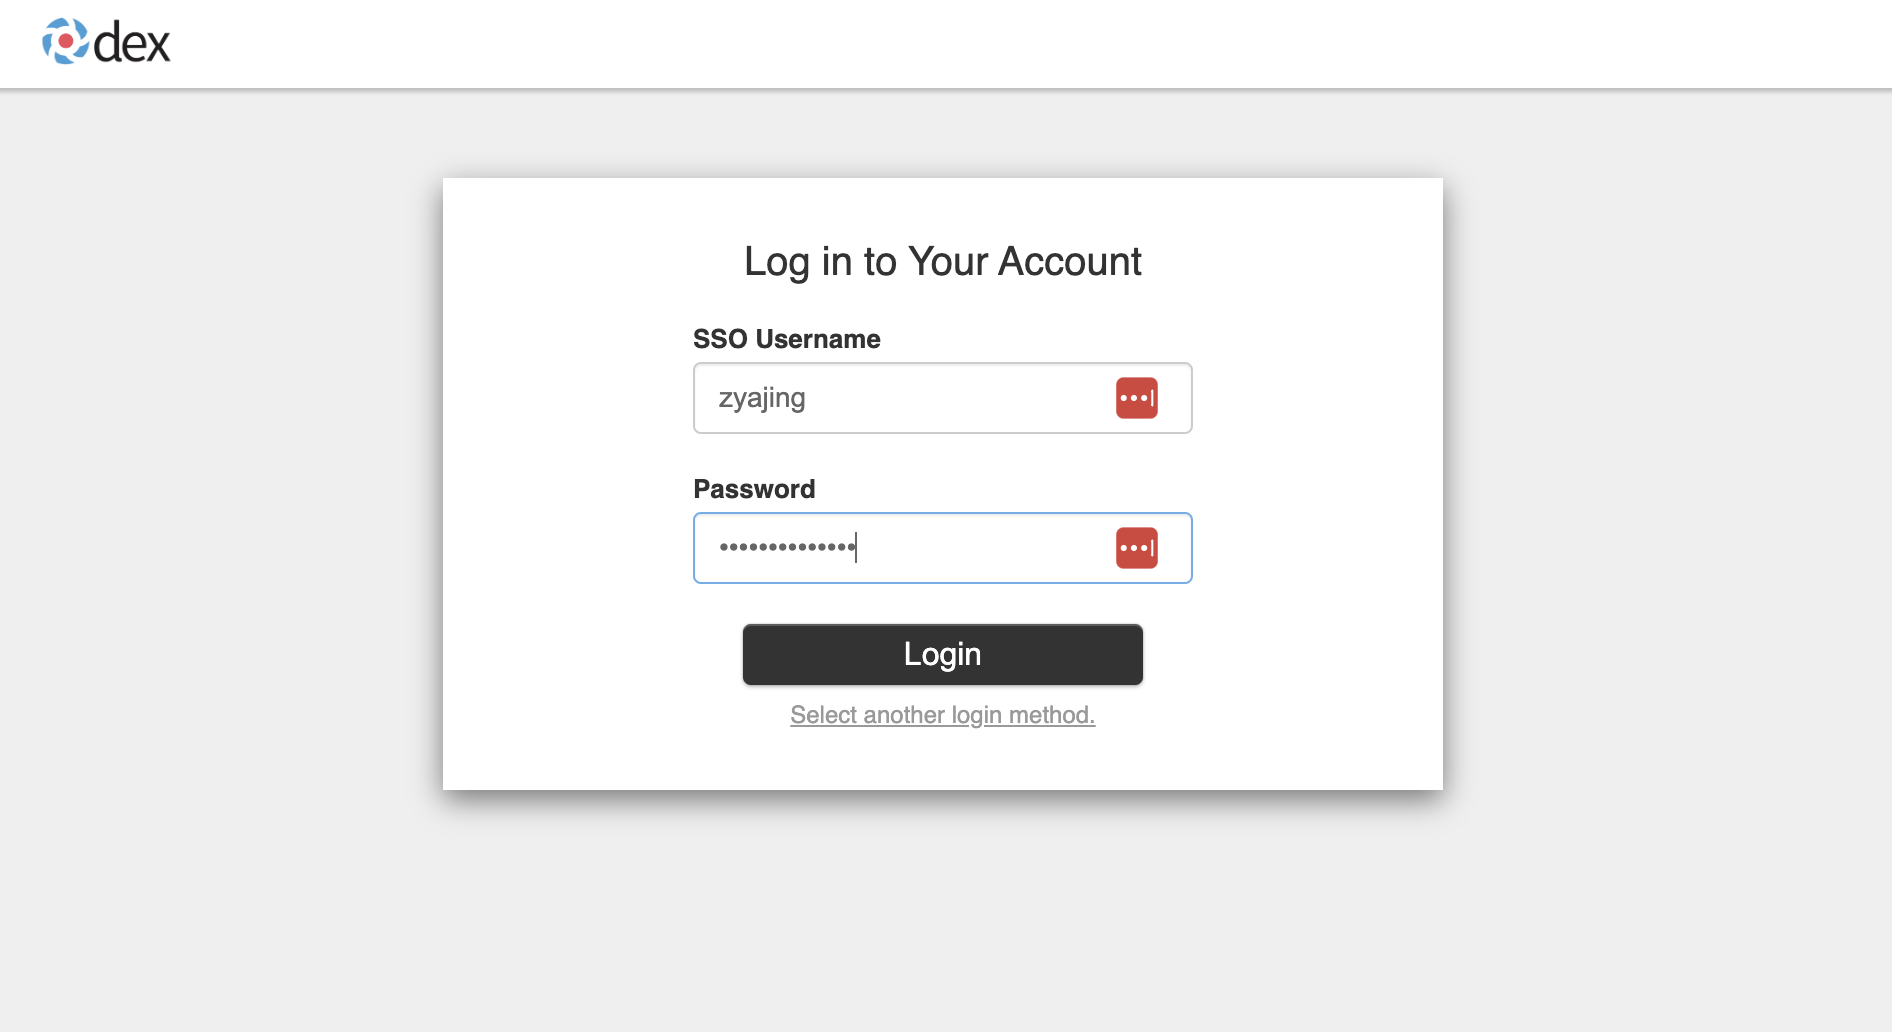 dex
Log in to Your Account
SSO Username
zyajing
Password
••••••••••••••
Login
Select another login method.